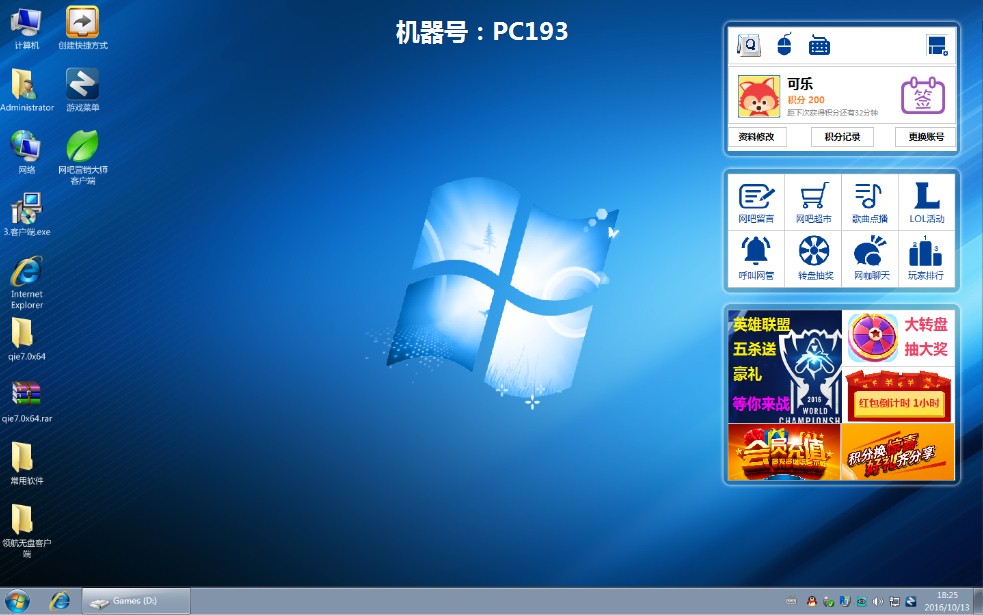 机器号：PC193
计算机
创建快捷方式
Administrator
游戏菜单
网络
网吧营销大师
客户端
3.客户端.exe
Internet
Explorer
qie7.0x64
qie7.0x64.rar
常用软件
领航无盘客户
端
Q
可乐
积分 200
距下次获得积分还有32分钟
签
资料修改
积分记录
更换账号
网吧留言
网吧超市
歌曲点播
LOL活动
呼叫网管
转盘抽奖
网咖聊天
玩家排行
英雄联盟
五杀送
豪礼
等你来战
2016
WORLD
CHAMPIONSH
大转盘
抽大奖
红包倒计时 1小时
会员充值
积分换
好礼齐分享
Games (D:)
18:25
2016/10/13